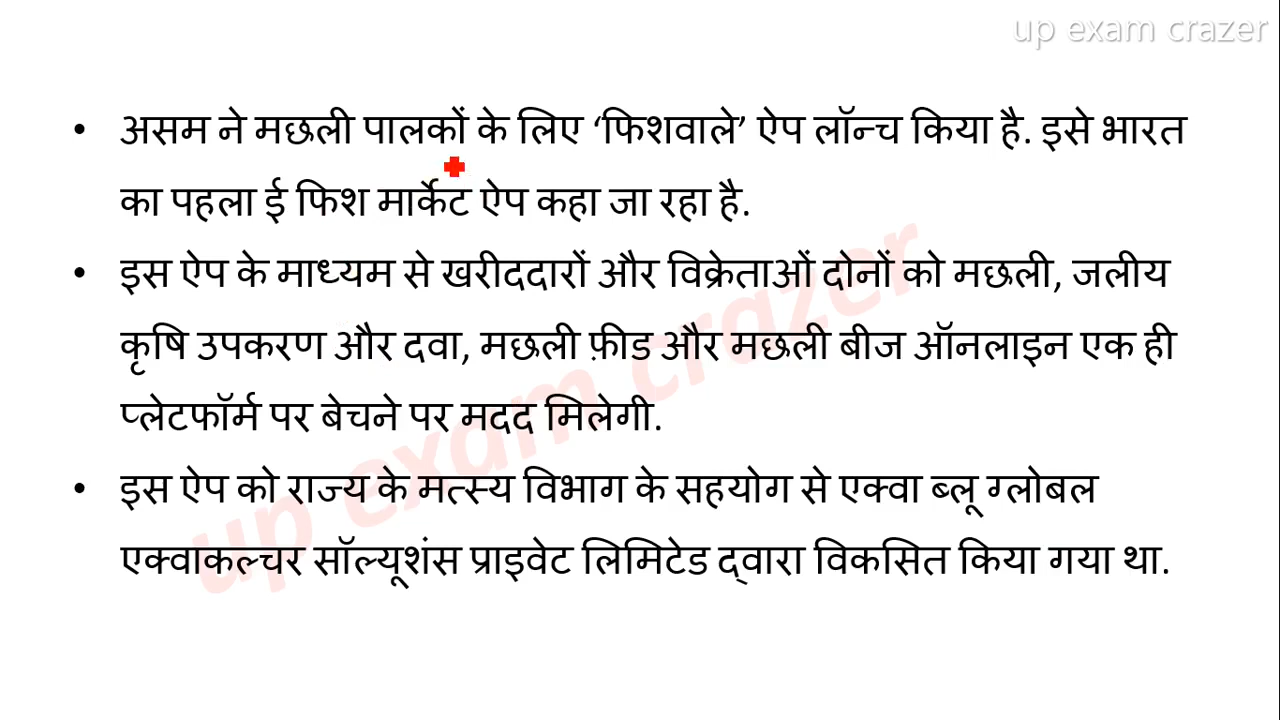 up exam crazer
• असम ने मछली पालकों के लिए ‘फिशवाले’ ऐप लॉन्च किया है. इसे भारत
का पहला ई फिश मार्केट ऐप कहा जा रहा है.
• इस ऐप के माध्यम से खरीददारों और विक्रेताओं दोनों को मछली, जलीय
कृषि उपकरण और दवा, मछली फ़ीड और मछली बीज ऑनलाइन एक ही
प्लेटफॉर्म पर बेचने पर मदद मिलेगी.
• इस ऐप को राज्य के मत्स्य विभाग के सहयोग से एक्वा ब्लू ग्लोबल
एक्वाकल्चर सॉल्यूशंस प्राइवेट लिमिटेड द्वारा विकसित किया गया था.
up exam crazer